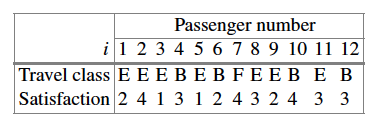 Passenger number
i 1 2 3 4 5 6 7 8 9 10 11 12
Travel class E E E B E B F E E B E B
Satisfaction 2 4 1 3 1 2 4 3 2 4 3 3